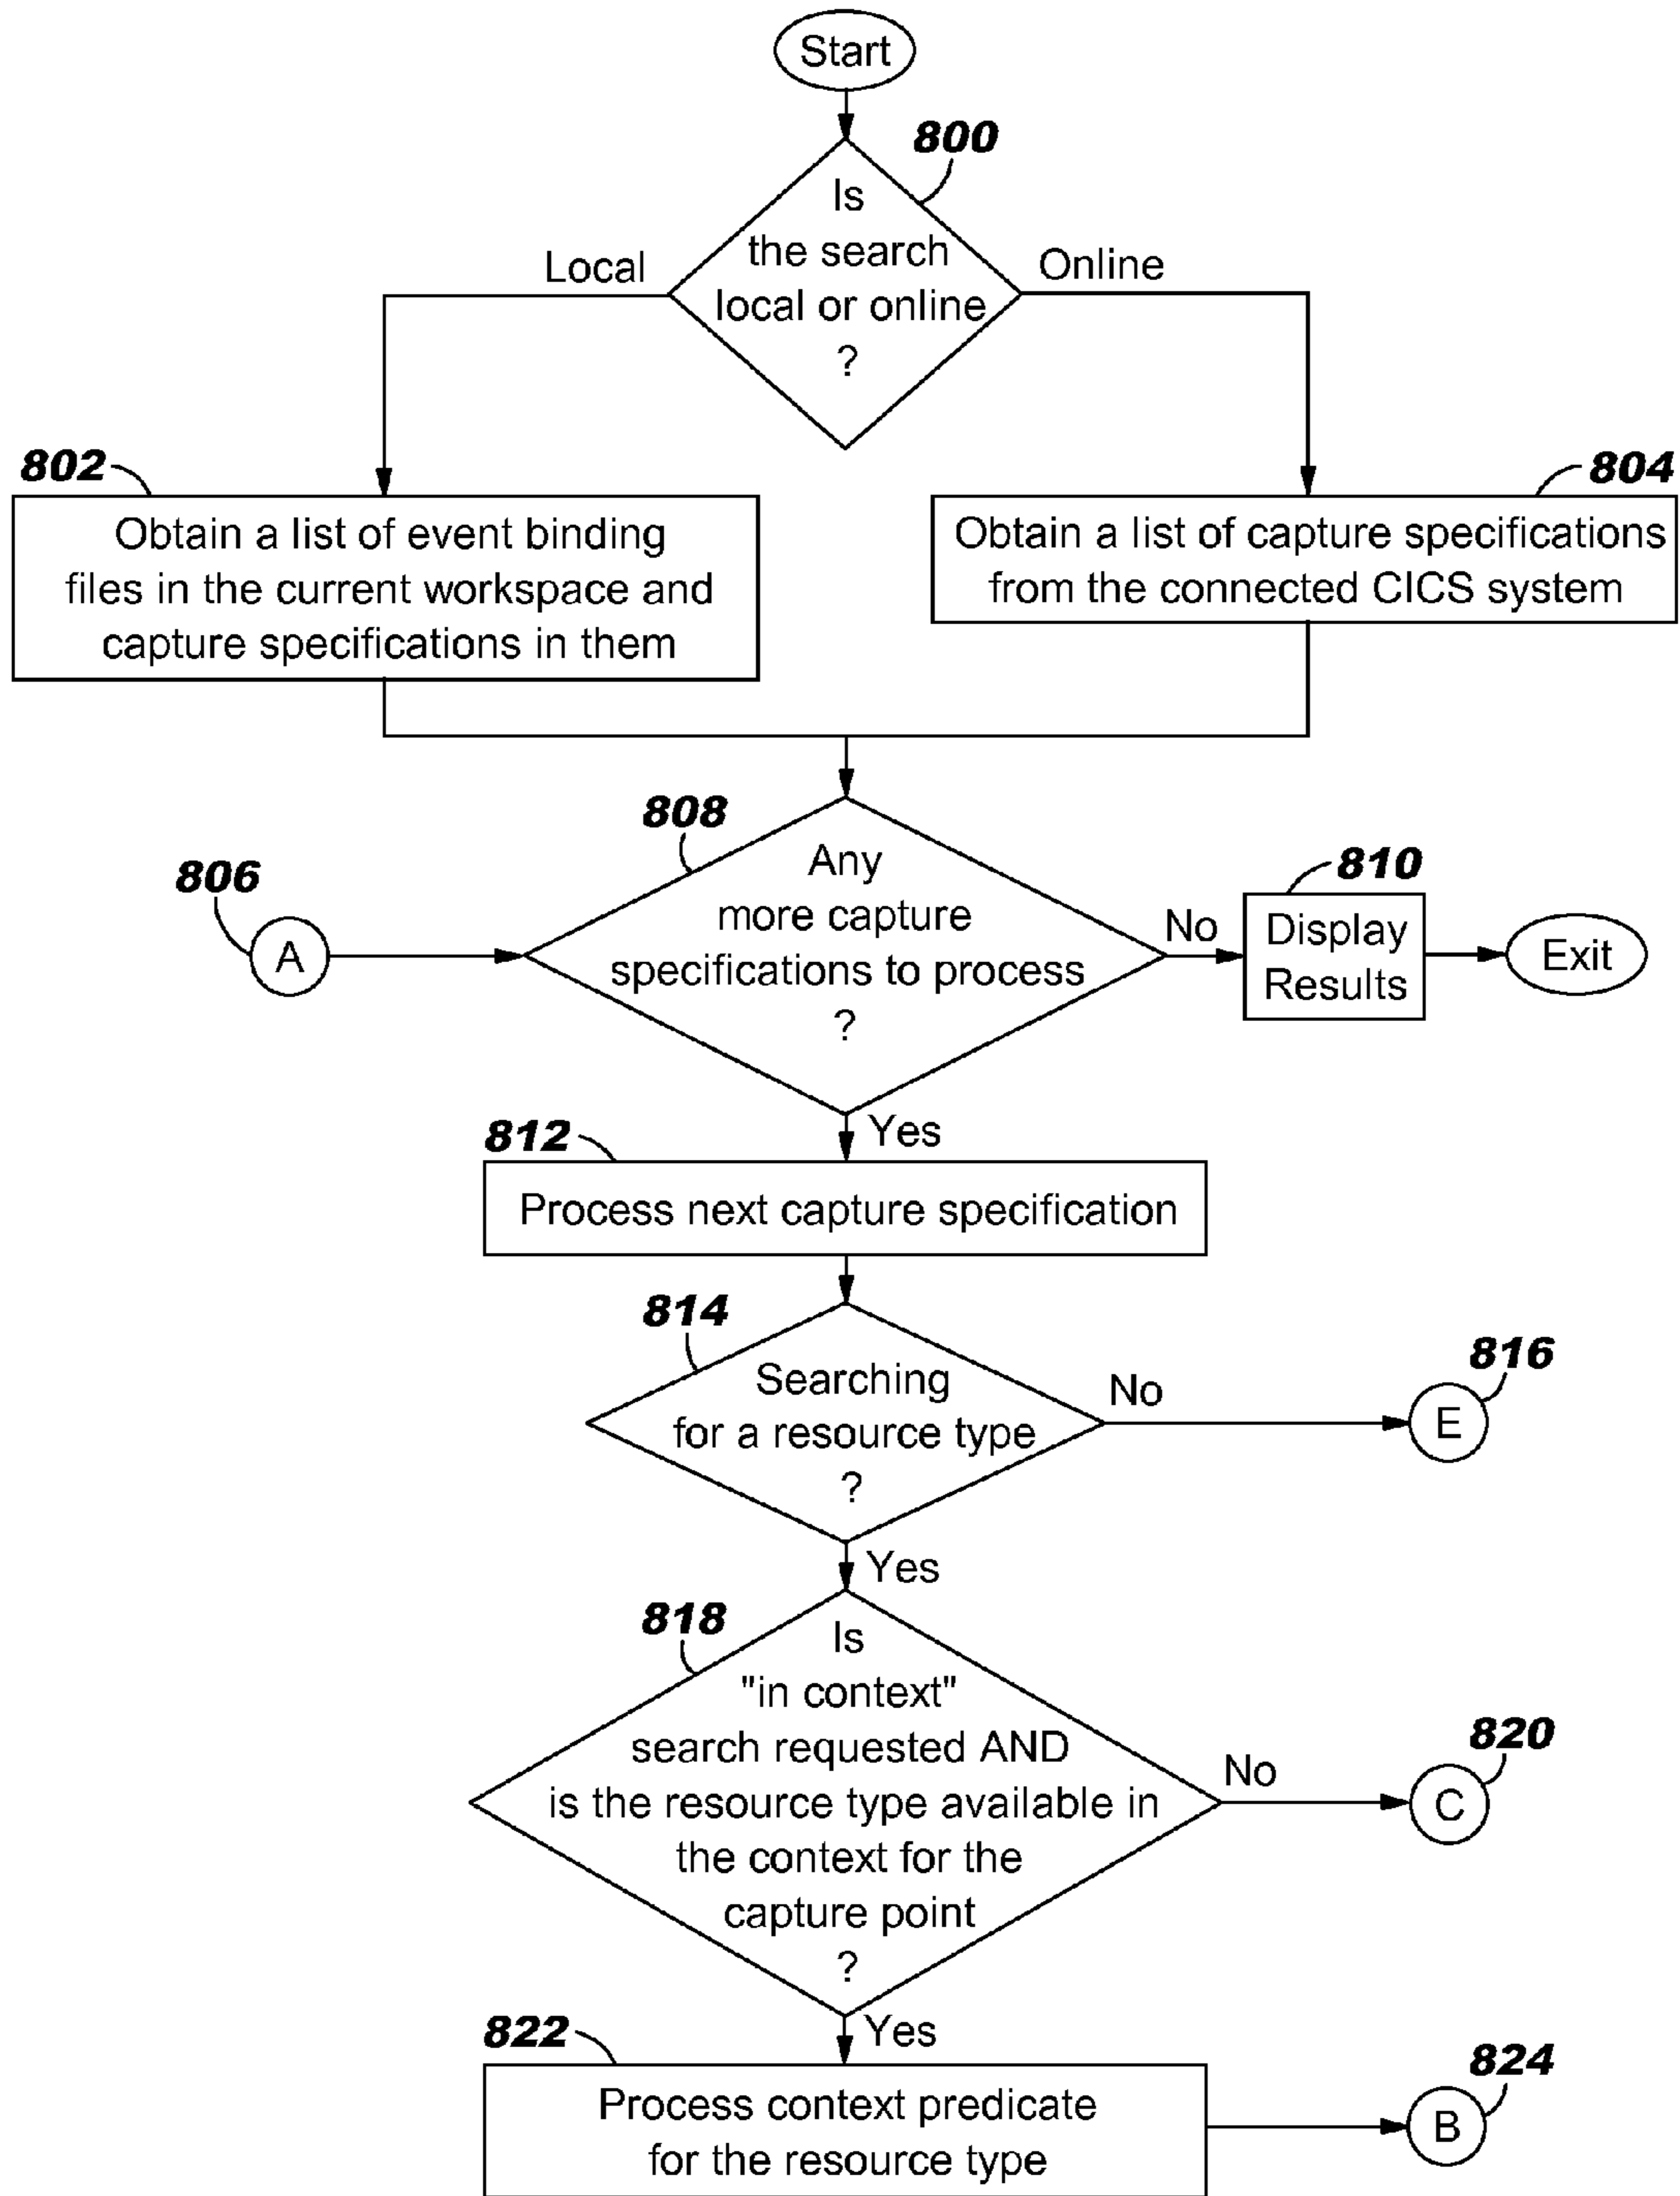 Start
800
Is
the search
local or online
?
Local
Online
802
Obtain a list of event binding
files in the current workspace and
capture specifications in them
804
Obtain a list of capture specifications
from the connected CICS system
806
A
808
Any
more capture
specifications to process
?
No
810
Display
Results
Exit
Yes
812
Process next capture specification
814
Searching
for a resource type
?
No
816
E
Yes
818
Is
"in context"
search requested AND
is the resource type available in
the context for the
capture point
?
No
820
C
Yes
822
Process context predicate
for the resource type
824
B